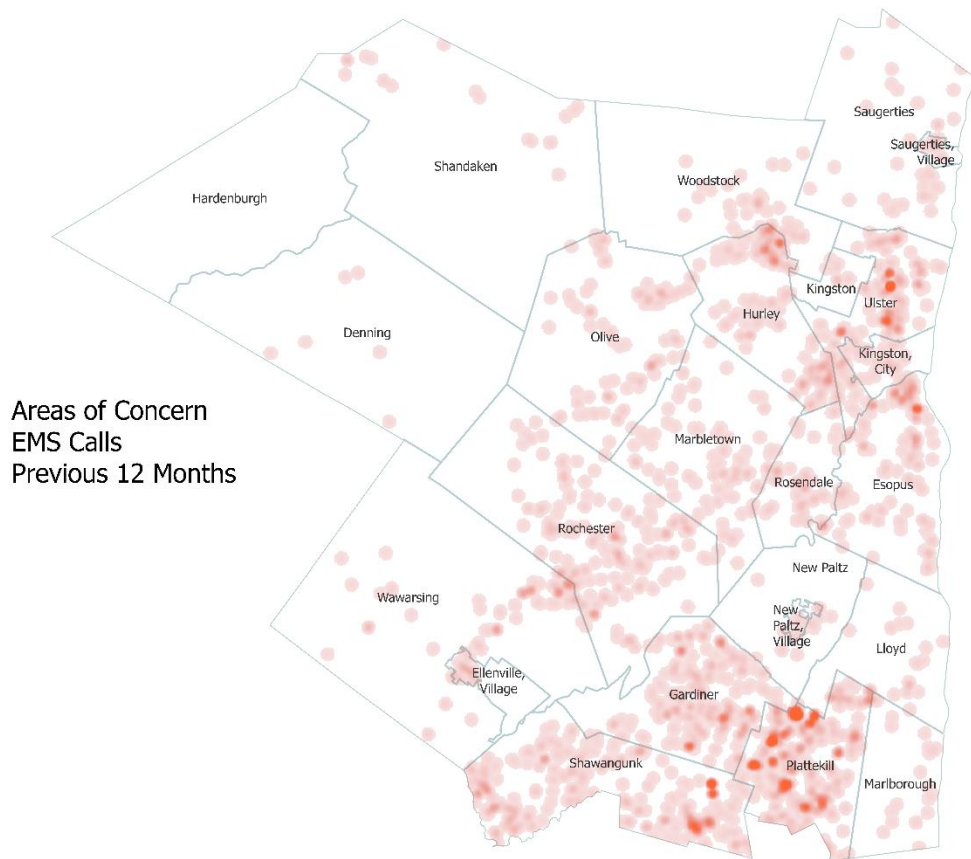 Areas of Concern
EMS Calls
Previous 12 Months
Saugerties
Saugerties,
Village
Shandaken
Woodstock
Hardenburgh
Kingston
Ulster
Hurley
Denning
Olive
Kingston,
City
Marbletown
Rosendale
Esopus
Rochester
New Paltz
Wawarsing
New
Paltz,
Village
Lloyd
Ellenville,
Village
Gardiner
Shawangunk
Plattekill
Marlborough